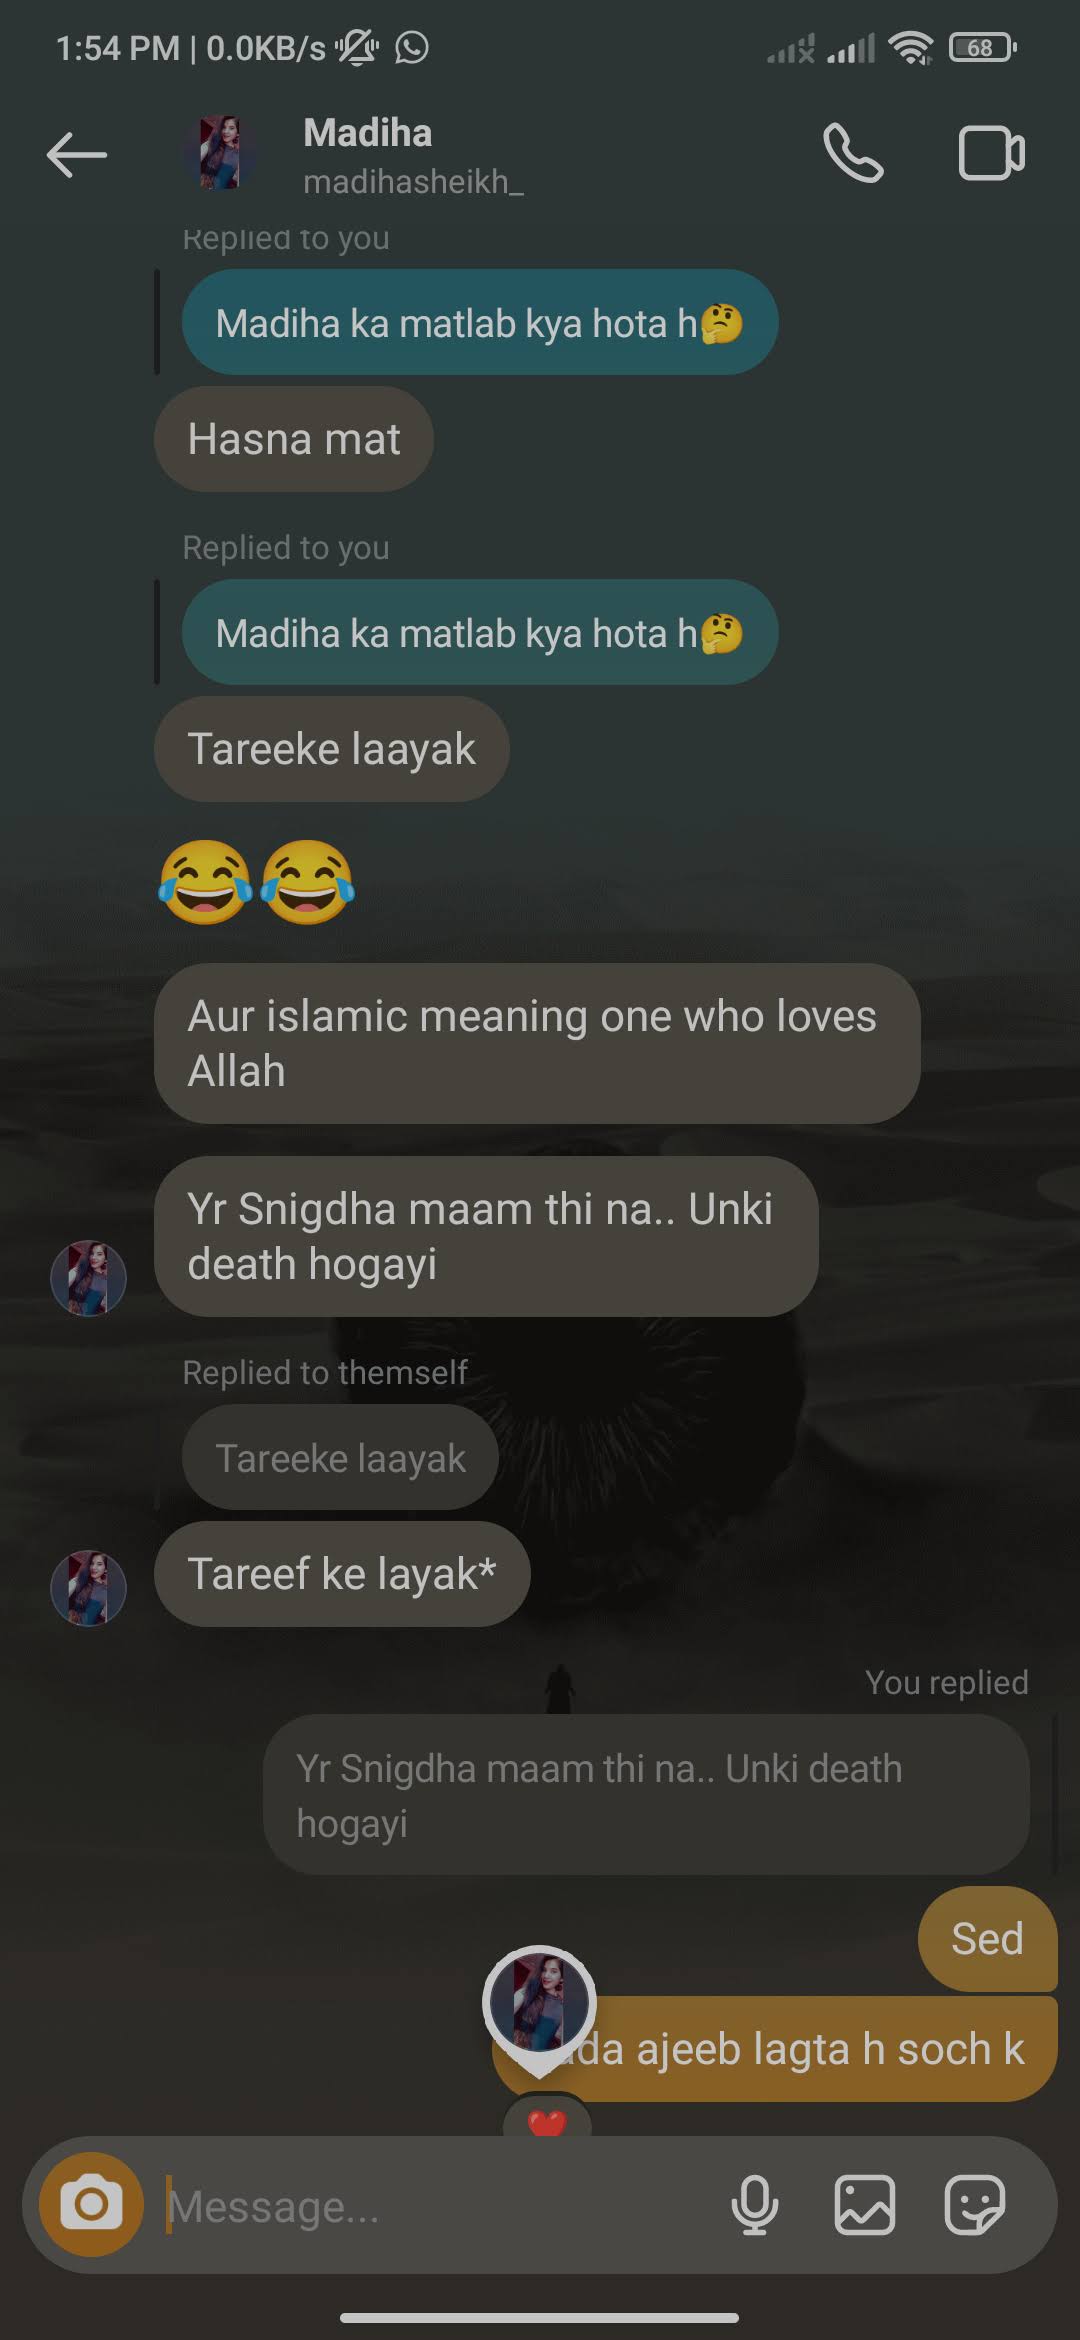 1:54 PM | 0.0KB/s
68
Madiha
madihasheikh_
Replied to you
Madiha ka matlab kya hota h🤔
Hasna mat
Replied to you
Madiha ka matlab kya hota h🤔
Tareeke laayak
😂😂
Aur islamic meaning one who loves
Allah
Yr Snigdha maam thi na.. Unki
death hogayi
Replied to themself
Tareeke laayak
Tareef ke layak*
You replied
Yr Snigdha maam thi na.. Unki death
hogayi
Sed
ajeeb lagta h soch k
❤️
Message...